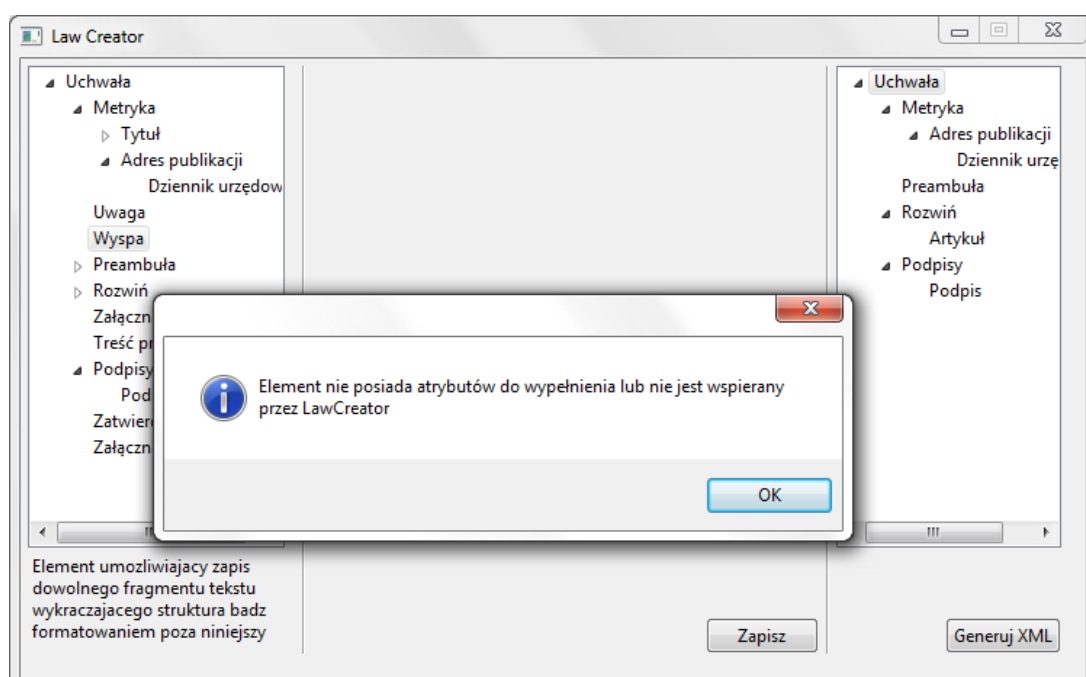 Law Creator
Uchwała
Metryka
Tytuł
Adres publikacji
Dziennik urzędow
Uwaga
Wyspa
Preambuła
Rozwiń
Załączn
Treść pr
Podpisy
Pod
Zatwier
Załączn
Element umozliwiajacy zapis
dowolnego fragmentu tekstu
wykraczajacego struktura badz
formatowaniem poza niniejszy
Element nie posiada atrybutów do wypełnienia lub nie jest wspierany
przez LawCreator
OK
Zapisz
Uchwała
Metryka
Adres publikacji
Dziennik urzę
Preambuła
Rozwiń
Artykuł
Podpisy
Podpis
Generuj XML